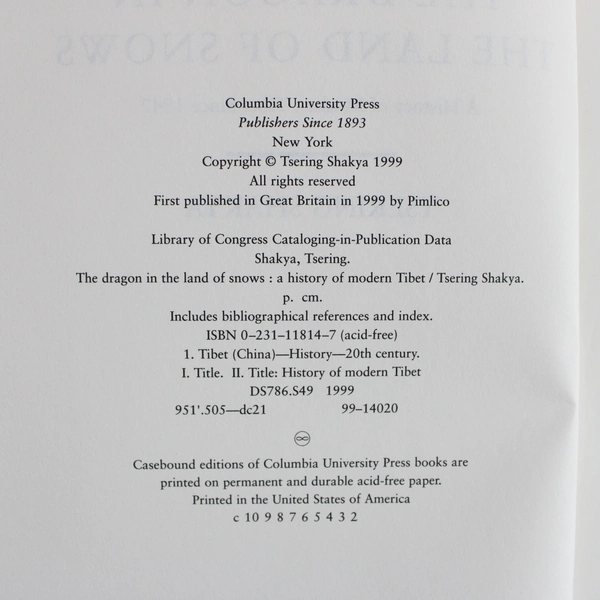 Columbia University Press
Publishers Since 1893
New York
Copyright © Tsering Shakya 1999
All rights reserved
First published in Great Britain in 1999 by Pimlico
Library of Congress Cataloging-in-Publication Data
Shakya, Tsering.
The dragon in the land of snows : a history of modern Tibet / Tsering Shakya.
p. cm.
Includes bibliographical references and index.
ISBN 0–231–11814–7 (acid-free)
1. Tibet (China)—History—20th century.
I. Title. II. Title: History of modern Tibet
DS786.S49 1999
951'.505—dc21 99–14020
Casebound editions of Columbia University Press books are
printed on permanent and durable acid-free paper.
Printed in the United States of America
c 10 9 8 7 6 5 4 3 2